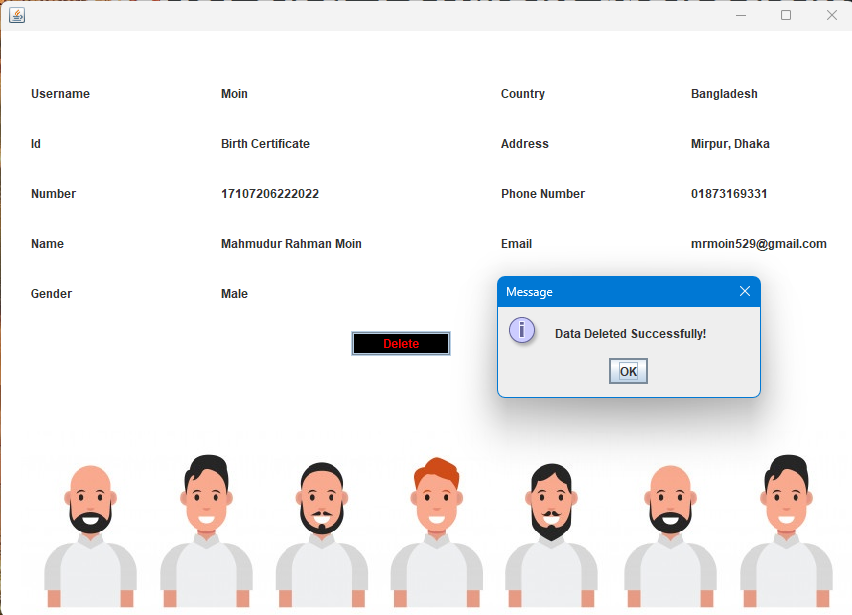 Username Moin Country Bangladesh
Id Birth Certificate Address Mirpur, Dhaka
Number 17107206222022 Phone Number 01873169331
Name Mahmudur Rahman Moin Email mrmoin529@gmail.com
Gender Male
Message
Data Deleted Successfully!
Delete
OK